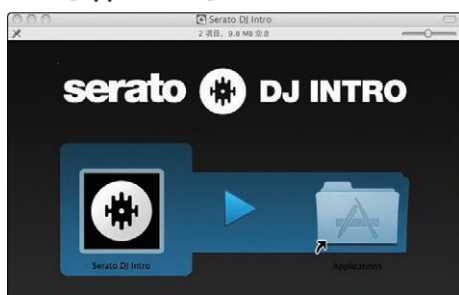 Serato DJ Intro
2 項目、9.8 MB 空き
serato DJ INTRO
Serato DJ Intro
Applications